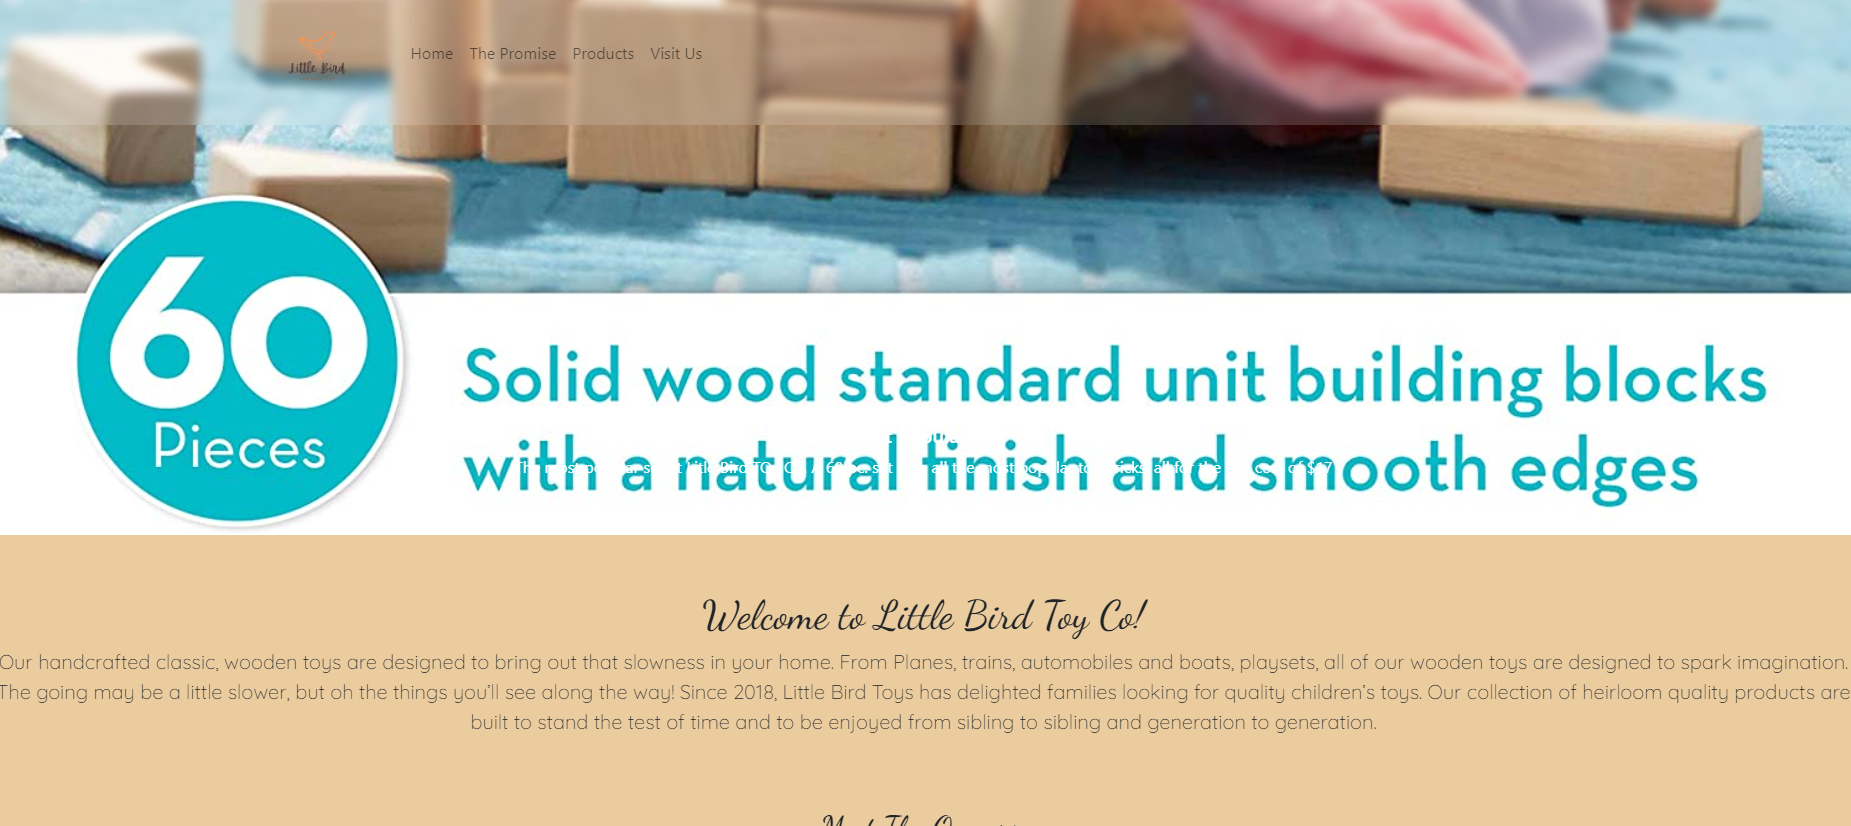 Little Bird
Home The Promise Products Visit Us
60
Pieces
Solid wood standard unit building blocks
with a natural finish and smooth edges
Welcome to Little Bird Toy Co!
Our handcrafted classic, wooden toys are designed to bring out that slowness in your home. From Planes, trains, automobiles and boats, playsets, all of our wooden toys are designed to spark imagination.
The going may be a little slower, but oh the things you’ll see along the way! Since 2018, Little Bird Toys has delighted families looking for quality children’s toys. Our collection of heirloom quality products are
built to stand the test of time and to be enjoyed from sibling to sibling and generation to generation.